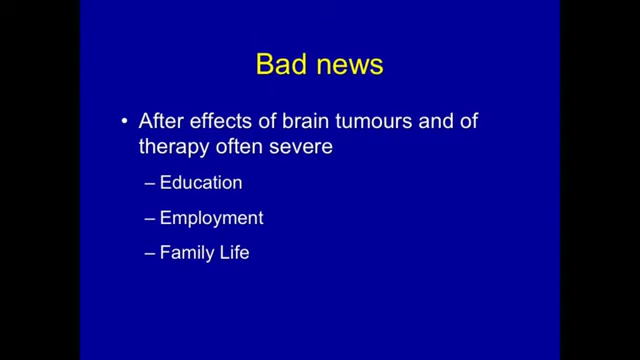 Bad news
• After effects of brain tumours and of
therapy often severe
– Education
– Employment
– Family Life